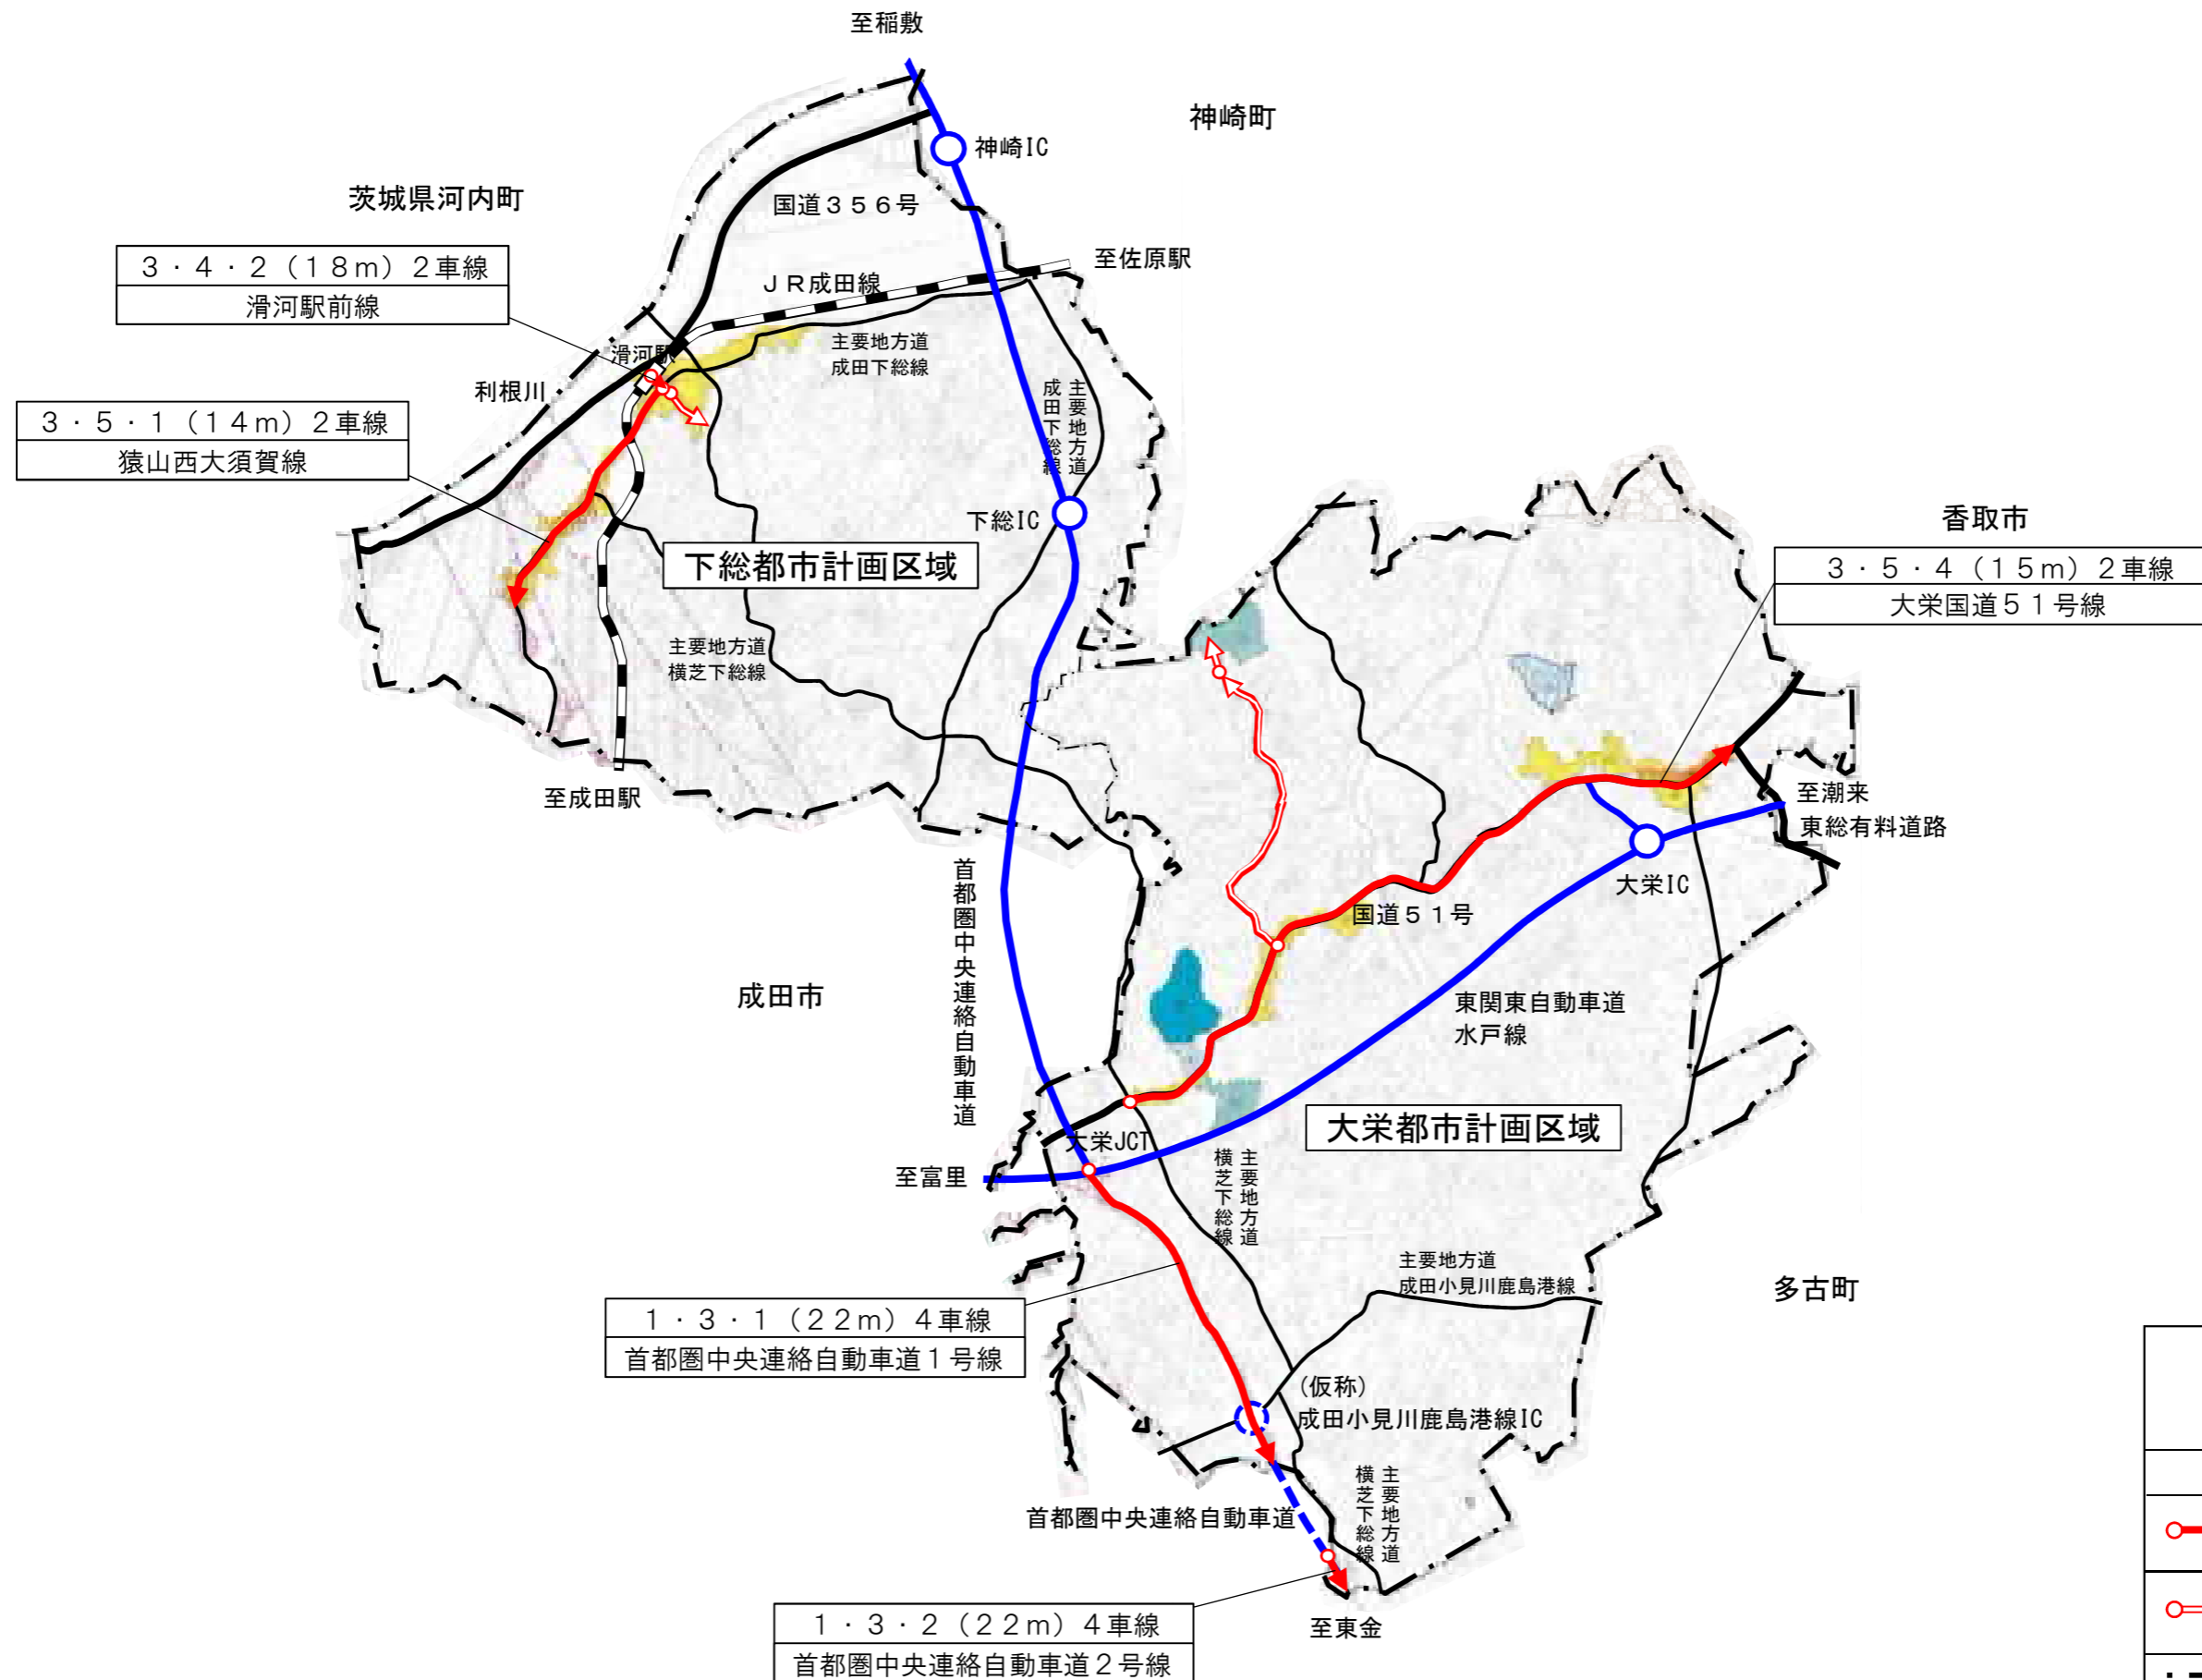 至稲敷
神崎町
神崎IC
茨城県河内町
国道３５６号
３・４・２（１８ｍ）２車線
滑河駅前線
至佐原駅
ＪＲ成田線
主要地方道
成田下総線
滑河駅
利根川
主要地方道
成田下総線
３・５・１（１４ｍ）２車線
猿山西大須賀線
下総IC
香取市
下総都市計画区域
３・５・４（１５ｍ）２車線
大栄国道５１号線
主要地方道
横芝下総線
至成田駅
至潮来
東総有料道路
大栄IC
首都圏中央連絡自動車道
国道５１号
成田市
東関東自動車道
水戸線
大栄都市計画区域
大栄JCT
至富里
主要地方道
横芝下総線
主要地方道
成田小見川鹿島港線
多古町
１・３・１（２２ｍ）４車線
首都圏中央連絡自動車道１号線
(仮称)
成田小見川鹿島港線IC
主要地方道
横芝下総線
首都圏中央連絡自動車道
至東金
１・３・２（２２ｍ）４車線
首都圏中央連絡自動車道２号線